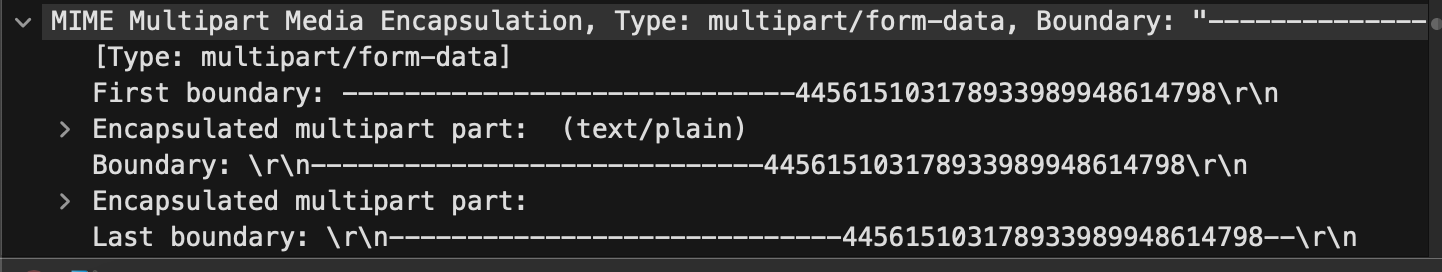 MIME Multipart Media Encapsulation, Type: multipart/form-data, Boundary: "--------------
[Type: multipart/form-data]
First boundary: -----------------------------445615103178933989948614798\r\n
Encapsulated multipart part:  (text/plain)
Boundary: \r\n-----------------------------445615103178933989948614798\r\n
Encapsulated multipart part:
Last boundary: \r\n-----------------------------445615103178933989948614798--\r\n